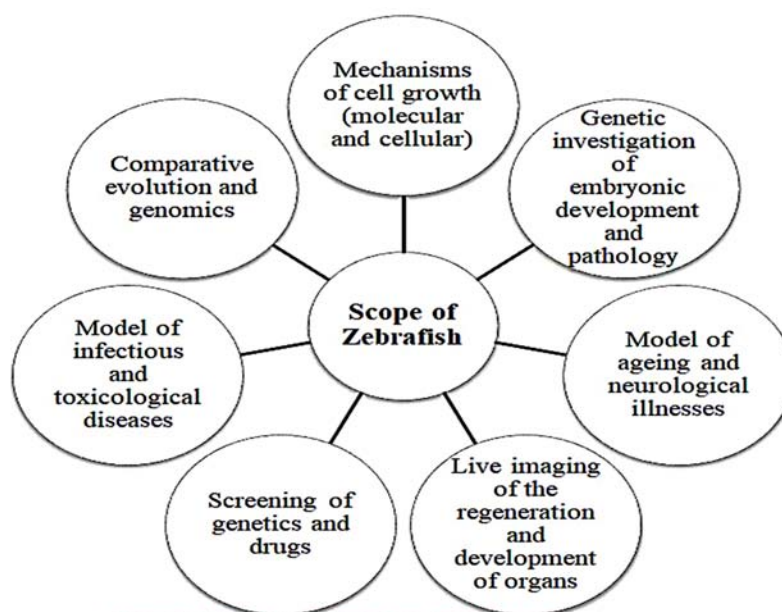 Mechanisms
of cell growth
(molecular
and cellular)
Genetic
investigation
of
embryonic
development
and
pathology
Model of
ageing and
neurological
illnesses
Live imaging
of the
regeneration
and
development
of organs
Screening of
genetics and
drugs
Model of
infectious
and
toxicological
diseases
Comparative
evolution and
genomics
Scope of
Zebrafish